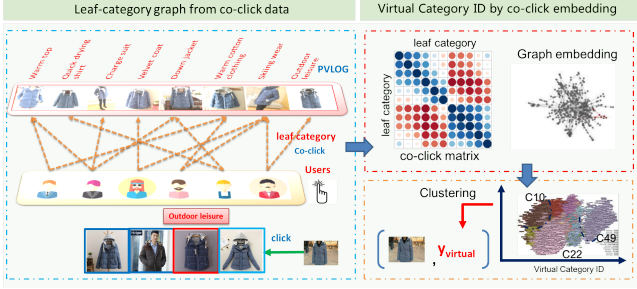 Leaf-category graph from co-click data
Virtual Category ID by co-click embedding
Warm top
Quick drying shirt
Charge suit
Velvet coat
Down jacket
Warm cotton clothing
Skiing wear
Outdoor leisure
PVLOG
leaf category
Co-click
Users
Outdoor leisure
click
leaf category
leaf category
co-click matrix
Graph embedding
Clustering
, yvirtual
C10
C49
C22
Virtual Category ID